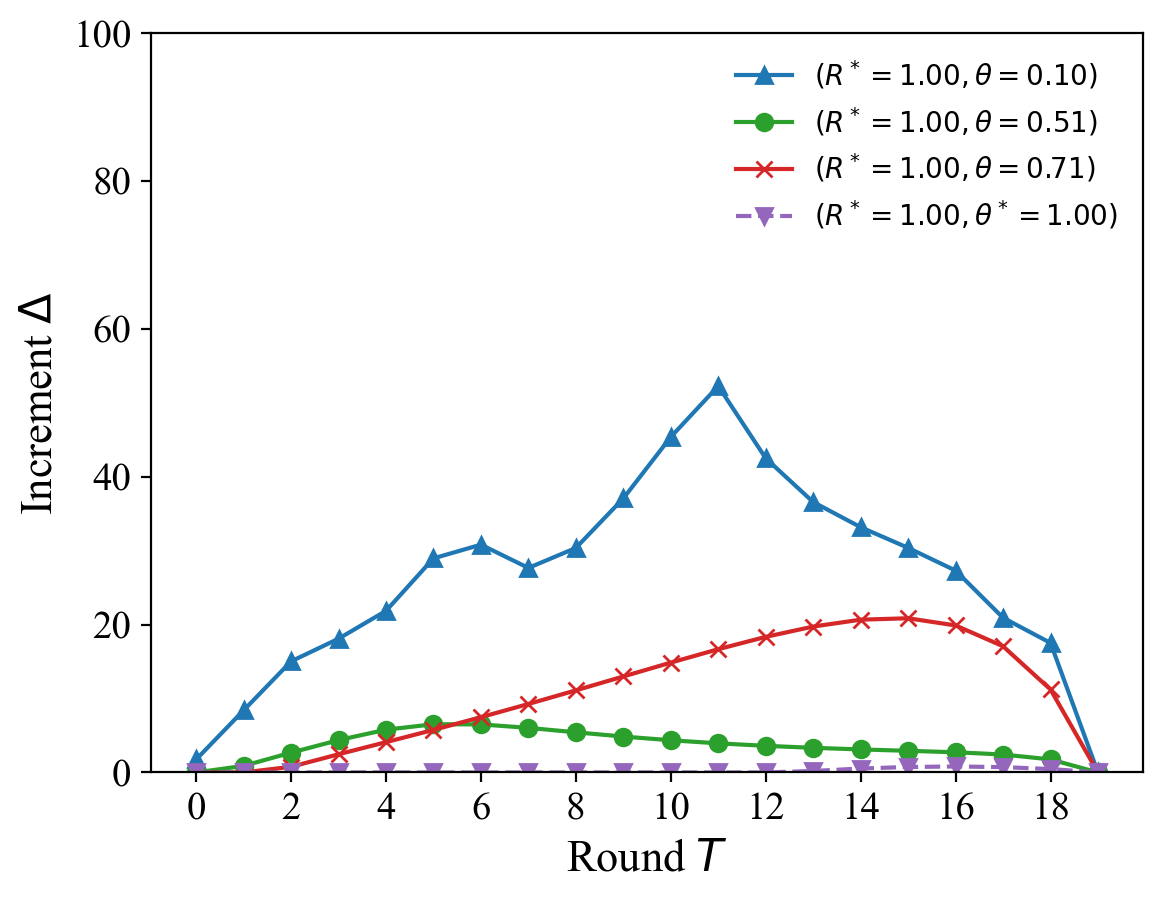 100
80
60
40
20
0
Increment Δ
(R* = 1.00, θ = 0.10)
(R* = 1.00, θ = 0.51)
(R* = 1.00, θ = 0.71)
(R* = 1.00, θ* = 1.00)
0 2 4 6 8 10 12 14 16 18
Round T